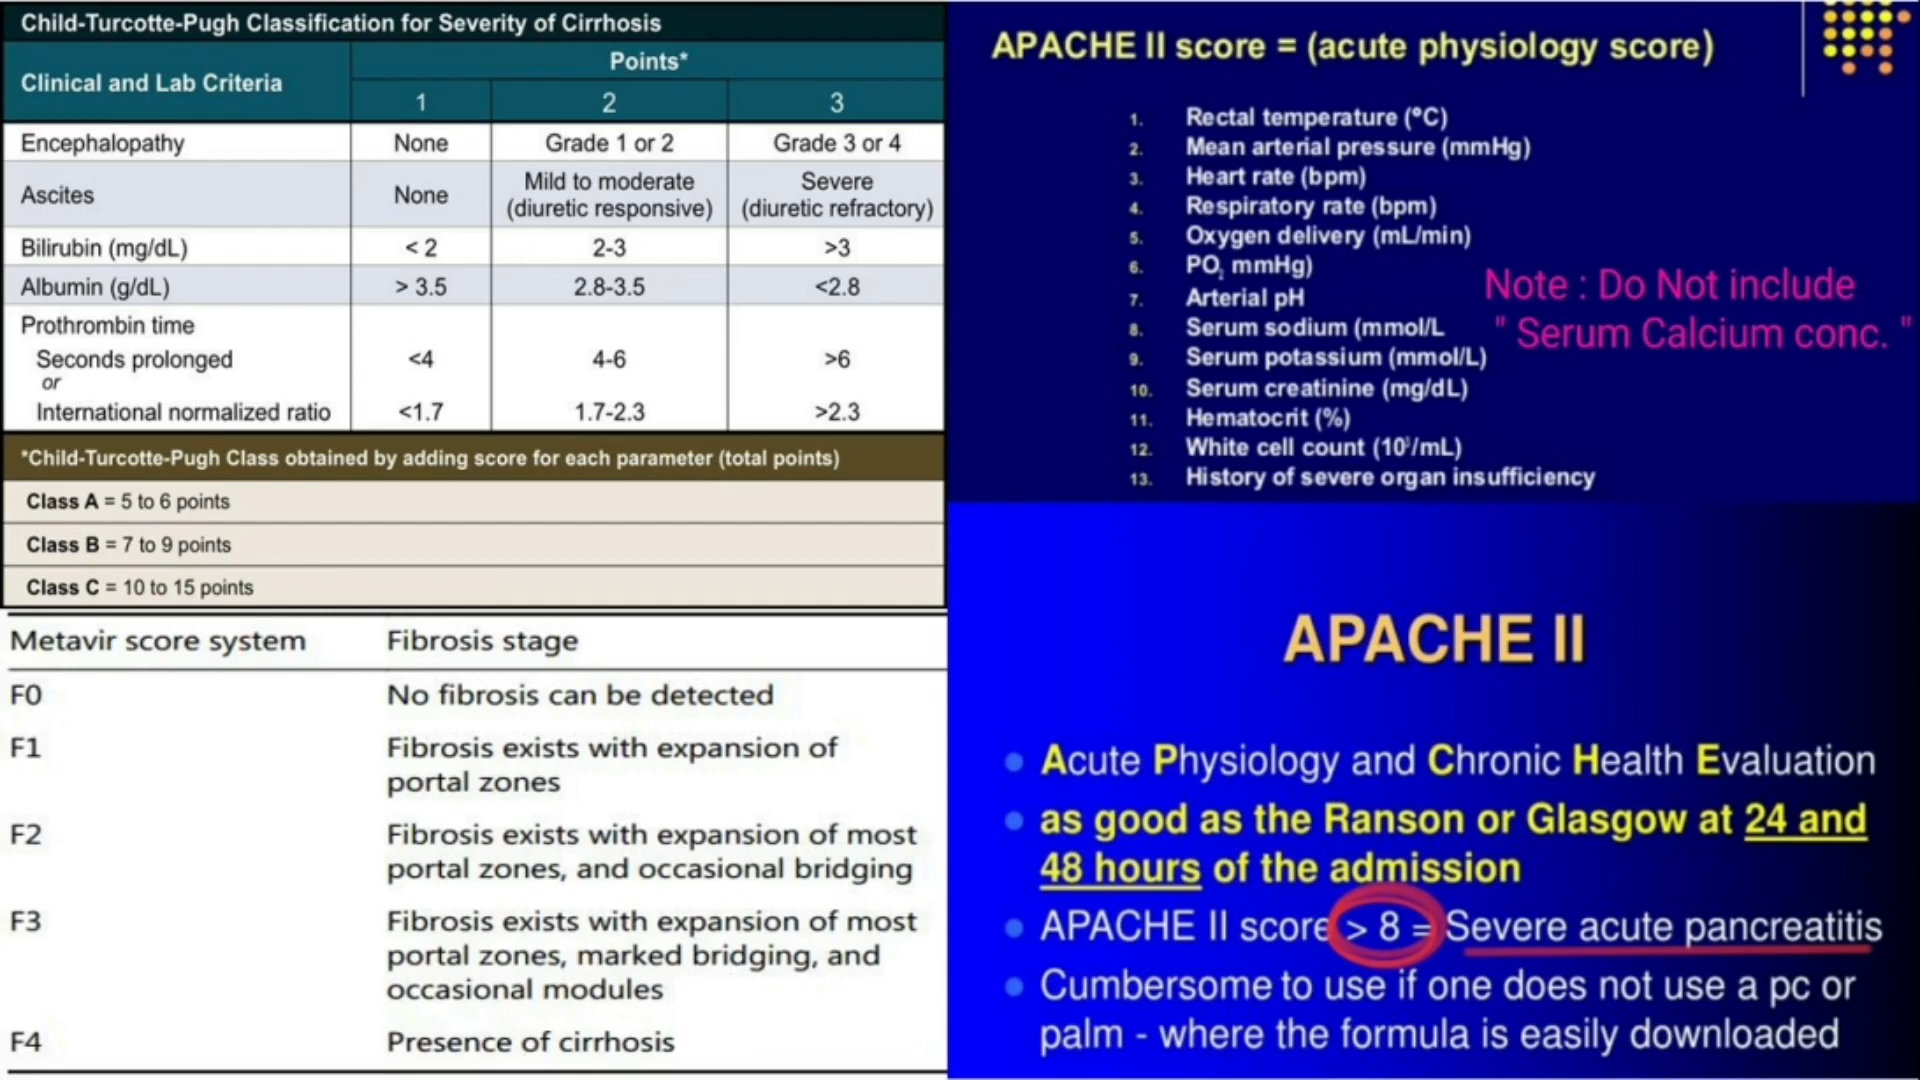 Child-Turcotte-Pugh Classification for Severity of Cirrhosis
Clinical and Lab Criteria
Points*
1 2 3
Encephalopathy None Grade 1 or 2 Grade 3 or 4
Ascites None Mild to moderate (diuretic responsive) Severe (diuretic refractory)
Bilirubin (mg/dL) < 2 2-3 >3
Albumin (g/dL) > 3.5 2.8-3.5 <2.8
Prothrombin time
Seconds prolonged <4 4-6 >6
or
International normalized ratio <1.7 1.7-2.3 >2.3
*Child-Turcotte-Pugh Class obtained by adding score for each parameter (total points)
Class A = 5 to 6 points
Class B = 7 to 9 points
Class C = 10 to 15 points
Metavir score system Fibrosis stage
F0 No fibrosis can be detected
F1 Fibrosis exists with expansion of
portal zones
F2 Fibrosis exists with expansion of most
portal zones, and occasional bridging
F3 Fibrosis exists with expansion of most
portal zones, marked bridging, and
occasional modules
F4 Presence of cirrhosis
APACHE II score = (acute physiology score)
1. Rectal temperature (°C)
2. Mean arterial pressure (mmHg)
3. Heart rate (bpm)
4. Respiratory rate (bpm)
5. Oxygen delivery (mL/min)
6. PO₂ mmHg)
7. Arterial pH
8. Serum sodium (mmol/L
9. Serum potassium (mmol/L)
10. Serum creatinine (mg/dL)
11. Hematocrit (%)
12. White cell count (10³/mL)
13. History of severe organ insufficiency
Note : Do Not include
" Serum Calcium conc. "
APACHE II
Acute Physiology and Chronic Health Evaluation
as good as the Ranson or Glasgow at 24 and
48 hours of the admission
APACHE II score > 8 = Severe acute pancreatitis
Cumbersome to use if one does not use a pc or
palm - where the formula is easily downloaded